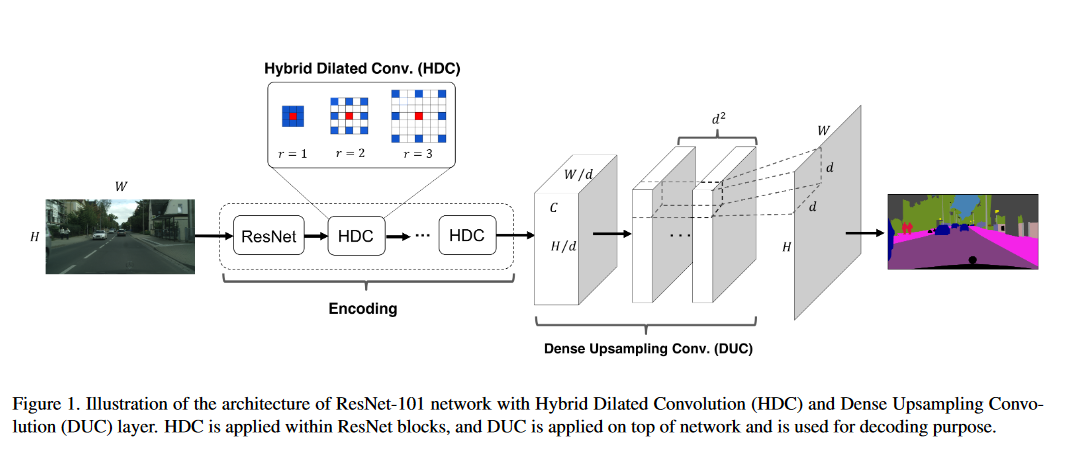 Hybrid Dilated Conv. (HDC)
r = 1
r = 2
r = 3
W
H
ResNet
HDC
...
HDC
Encoding
W/d
C
H/d
...
d²
W
d
d
H
Dense Upsampling Conv. (DUC)
Figure 1. Illustration of the architecture of ResNet-101 network with Hybrid Dilated Convolution (HDC) and Dense Upsampling Convo-
lution (DUC) layer. HDC is applied within ResNet blocks, and DUC is applied on top of network and is used for decoding purpose.